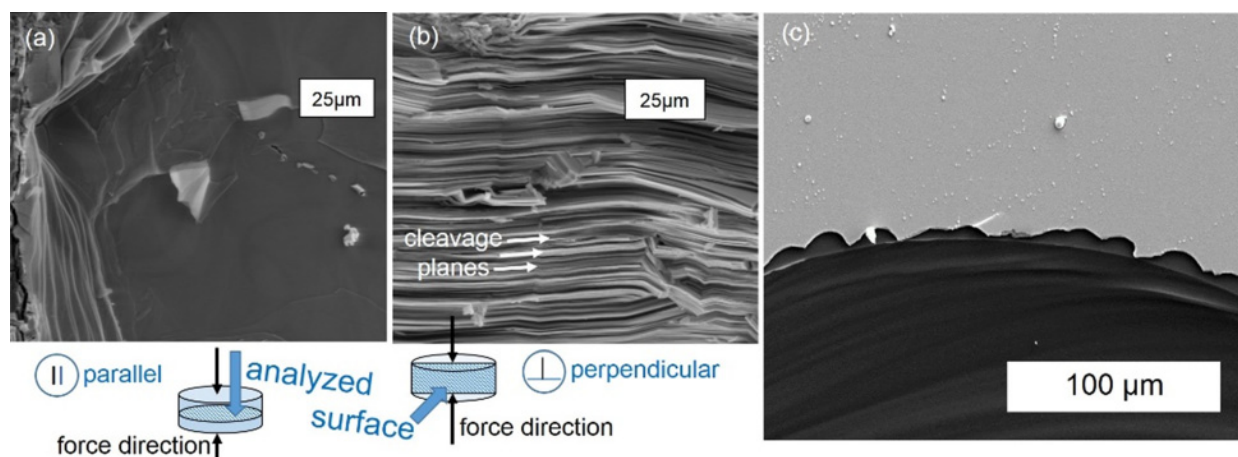 (a)
25µm
(b)
25µm
cleavage
planes
(c)
100 µm
|| parallel
analyzed
surface
force direction
⊥ perpendicular
force direction